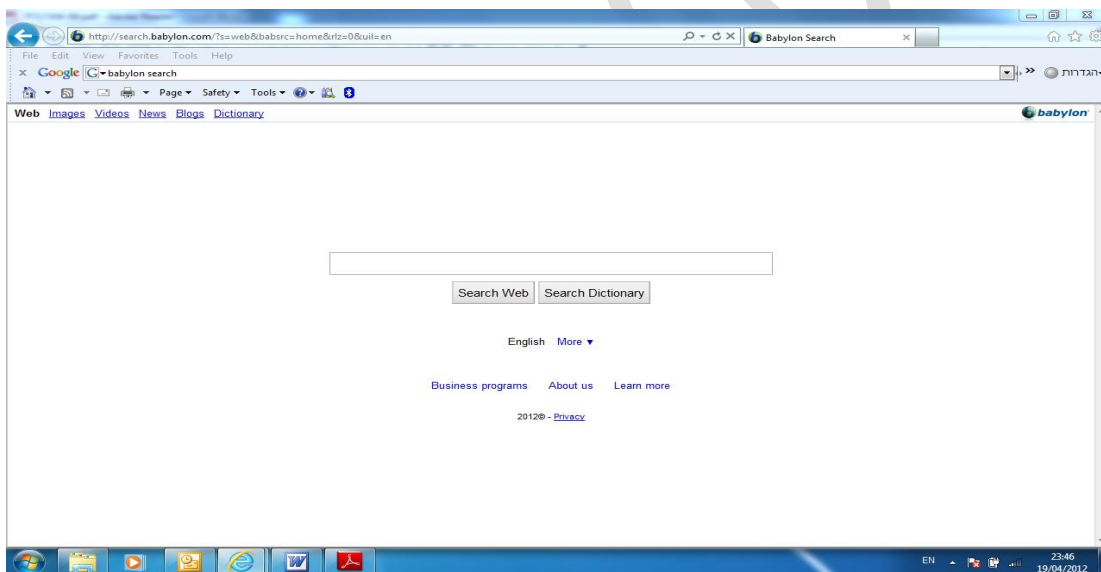 http://search.babylon.com/?s=web&babsrc=home&rlz=0&uil=en
Babylon Search
File Edit View Favorites Tools Help
Google babylon search
הגדרות
Page Safety Tools
Web Images Videos News Blogs Dictionary babylon
Search Web Search Dictionary
English More
Business programs About us Learn more
2012© - Privacy
EN
23:46
19/04/2012